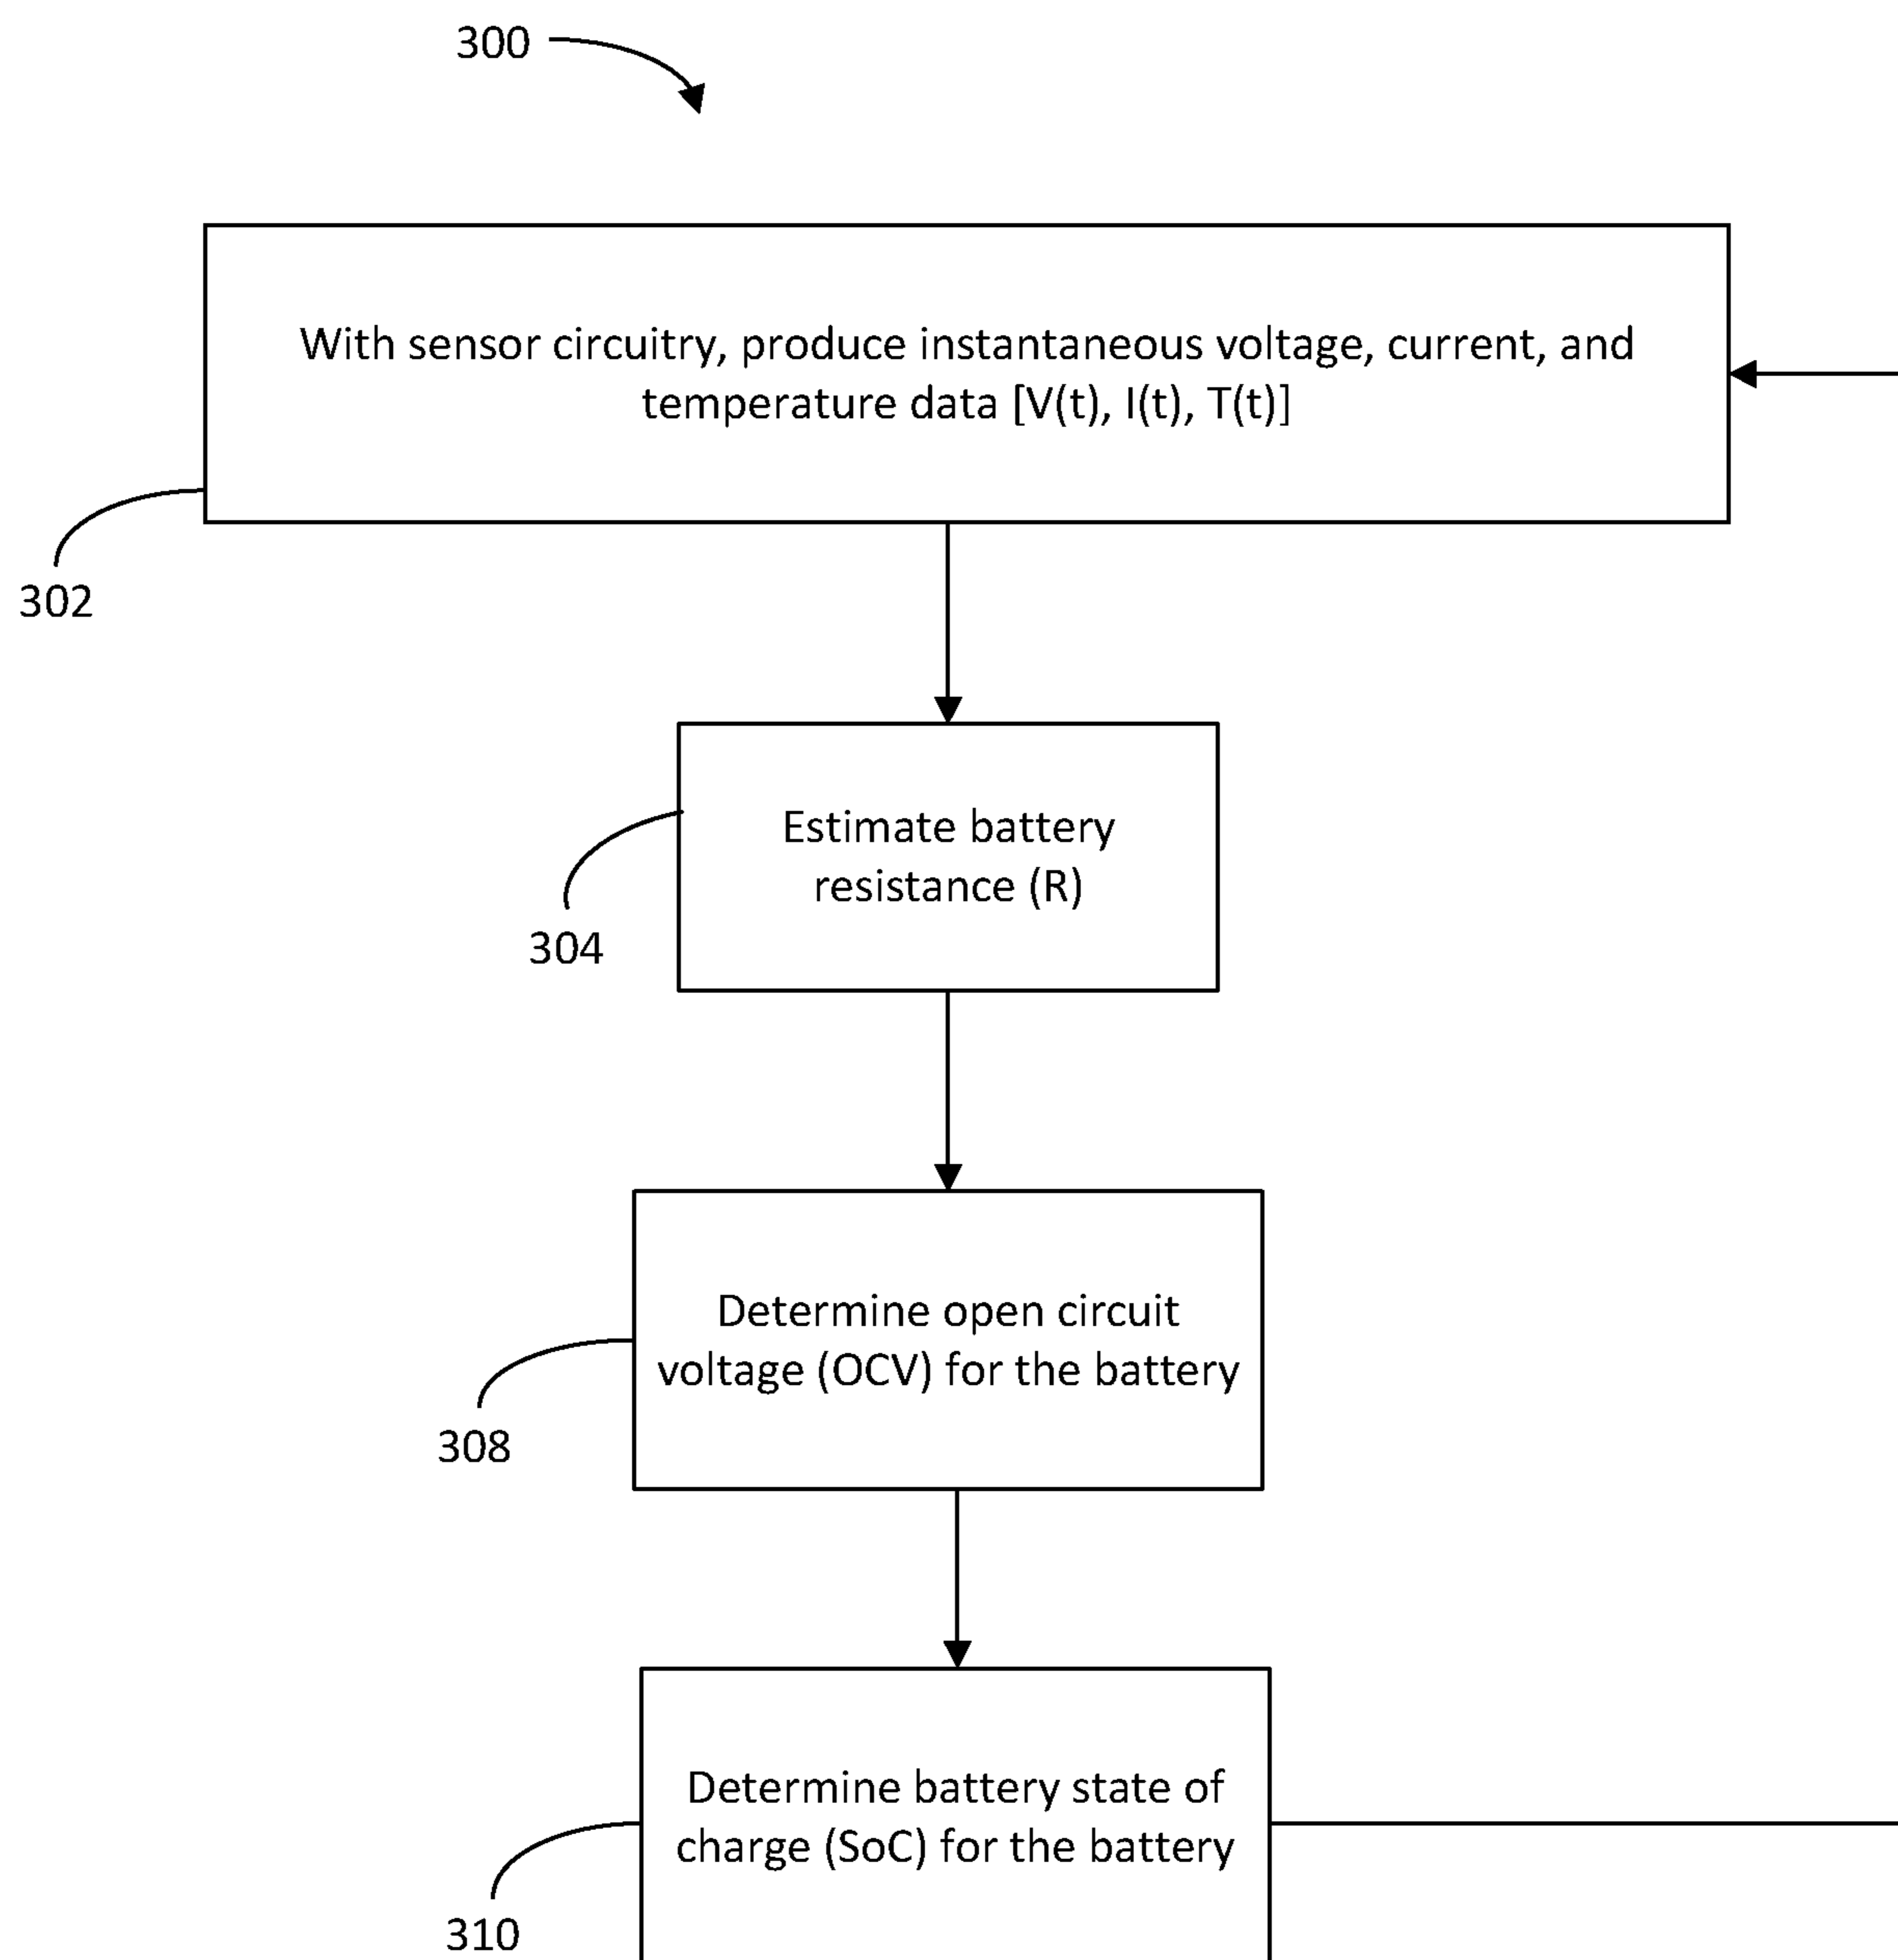 300
With sensor circuitry, produce instantaneous voltage, current, and
temperature data [V(t), I(t), T(t)]
302
Estimate battery
resistance (R)
304
Determine open circuit
voltage (OCV) for the battery
308
Determine battery state of
charge (SoC) for the battery
310